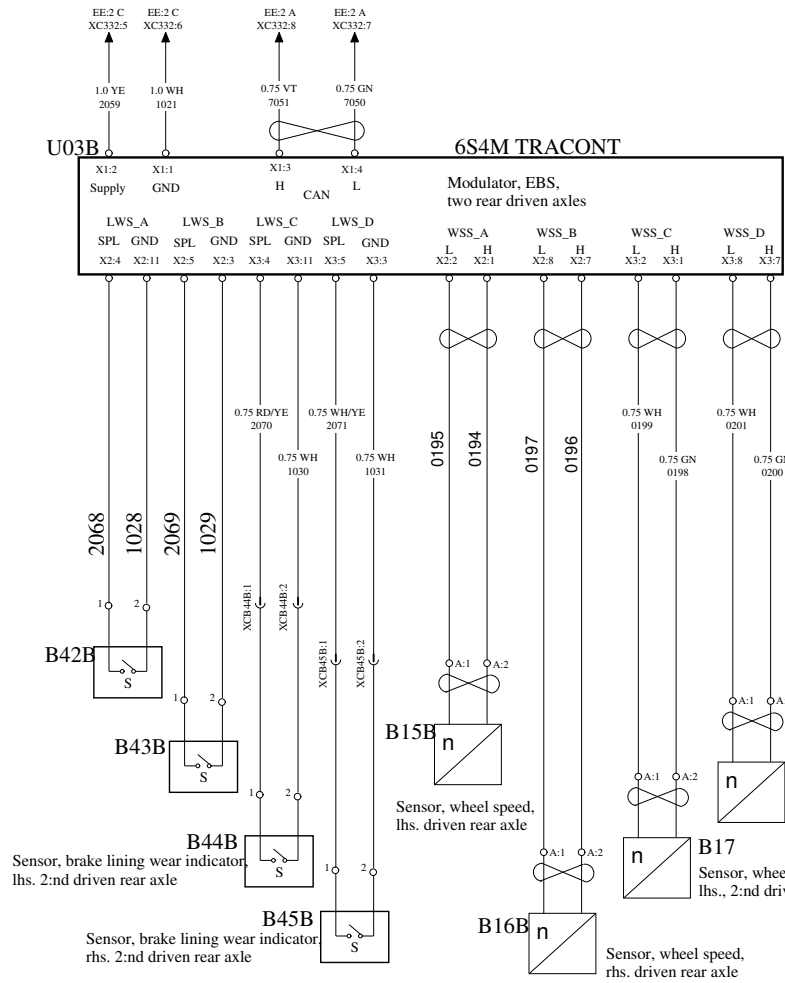 EE:2 C EE:2 C EE:2 A EE:2 A
XC332:5 XC332:6 XC332:8 XC332:7
1.0 YE 1.0 WH 0.75 VT 0.75 GN
2059 1021 7051 7050
U03B 6S4M TRACONT
X1:2 X1:1 X1:3 X1:4
Supply GND H L
CAN
Modulator, EBS,
two rear driven axles
LWS_A LWS_B LWS_C LWS_D WSS_A WSS_B WSS_C WSS_D
SPL GND SPL GND SPL GND SPL GND L H L H L H L H
X2:4 X2:11 X2:5 X2:3 X3:4 X3:11 X3:5 X3:3 X2:2 X2:1 X2:8 X2:7 X3:2 X3:1 X3:8 X3:7
0.75 RD/YE 0.75 WH/YE 0.75 WH 0.75 WH
2070 2071 0199 0201
0195 0194 0197 0196
0.75 WH 0.75 WH 0.75 GN 0.75 GN
1030 1031 0198 0200
2068 1028 2069 1029
XCB44B:1 XCB44B:2
XCB45B:1 XCB45B:2
1 2
B42B
S
1 2
B43B
S
1 2
B44B
S
Sensor, brake lining wear indicator,
lhs. 2:nd driven rear axle
1 2
B45B
S
Sensor, brake lining wear indicator,
rhs. 2:nd driven rear axle
A:1 A:2
B15B
n
Sensor, wheel speed,
lhs. driven rear axle
A:1 A:2
B16B
n
Sensor, wheel speed,
rhs. driven rear axle
A:1 A:2
B17
n
Sensor, whee
lhs., 2:nd driv
A:1 A:
n